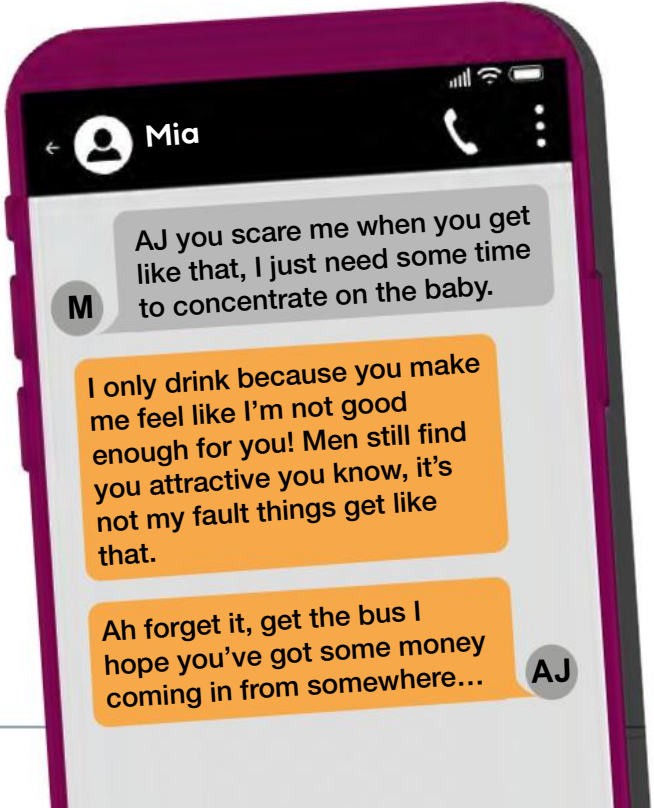 Mia
AJ you scare me when you get
like that, I just need some time
to concentrate on the baby.
M
I only drink because you make
me feel like I'm not good
enough for you! Men still find
you attractive you know, it's
not my fault things get like
that.
Ah forget it, get the bus I
hope you've got some money
coming in from somewhere...
AJ